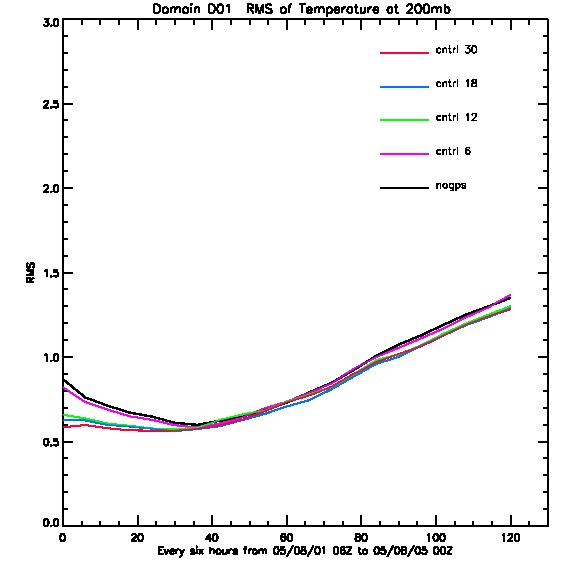 Domain D01 RMS of Temperature at 200mb
3.0
cntrl 30
cntrl 18
2.5
cntrl 12
cntrl 6
2.0
nogps
1.5
RMS
1.0
0.5
0.0
0 20 40 60 80 100 120
Every six hours from 05/08/01 06Z to 05/08/05 00Z